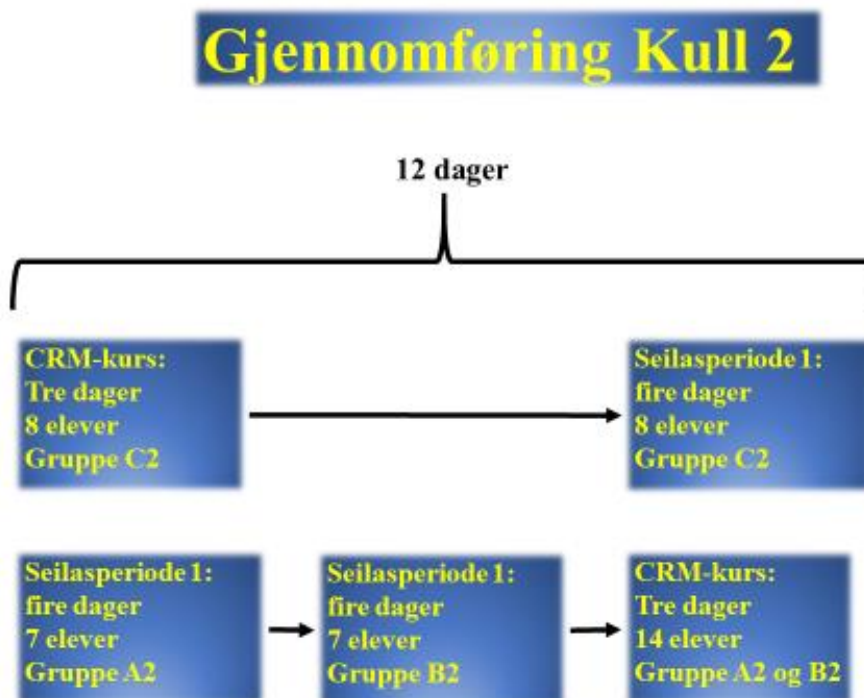 Gjennomføring Kull 2
12 dager
CRM-kurs:
Tre dager
8 elever
Gruppe C2
Seilasperiode 1:
fire dager
8 elever
Gruppe C2
Seilasperiode 1:
fire dager
7 elever
Gruppe A2
Seilasperiode 1:
fire dager
7 elever
Gruppe B2
CRM-kurs:
Tre dager
14 elever
Gruppe A2 og B2